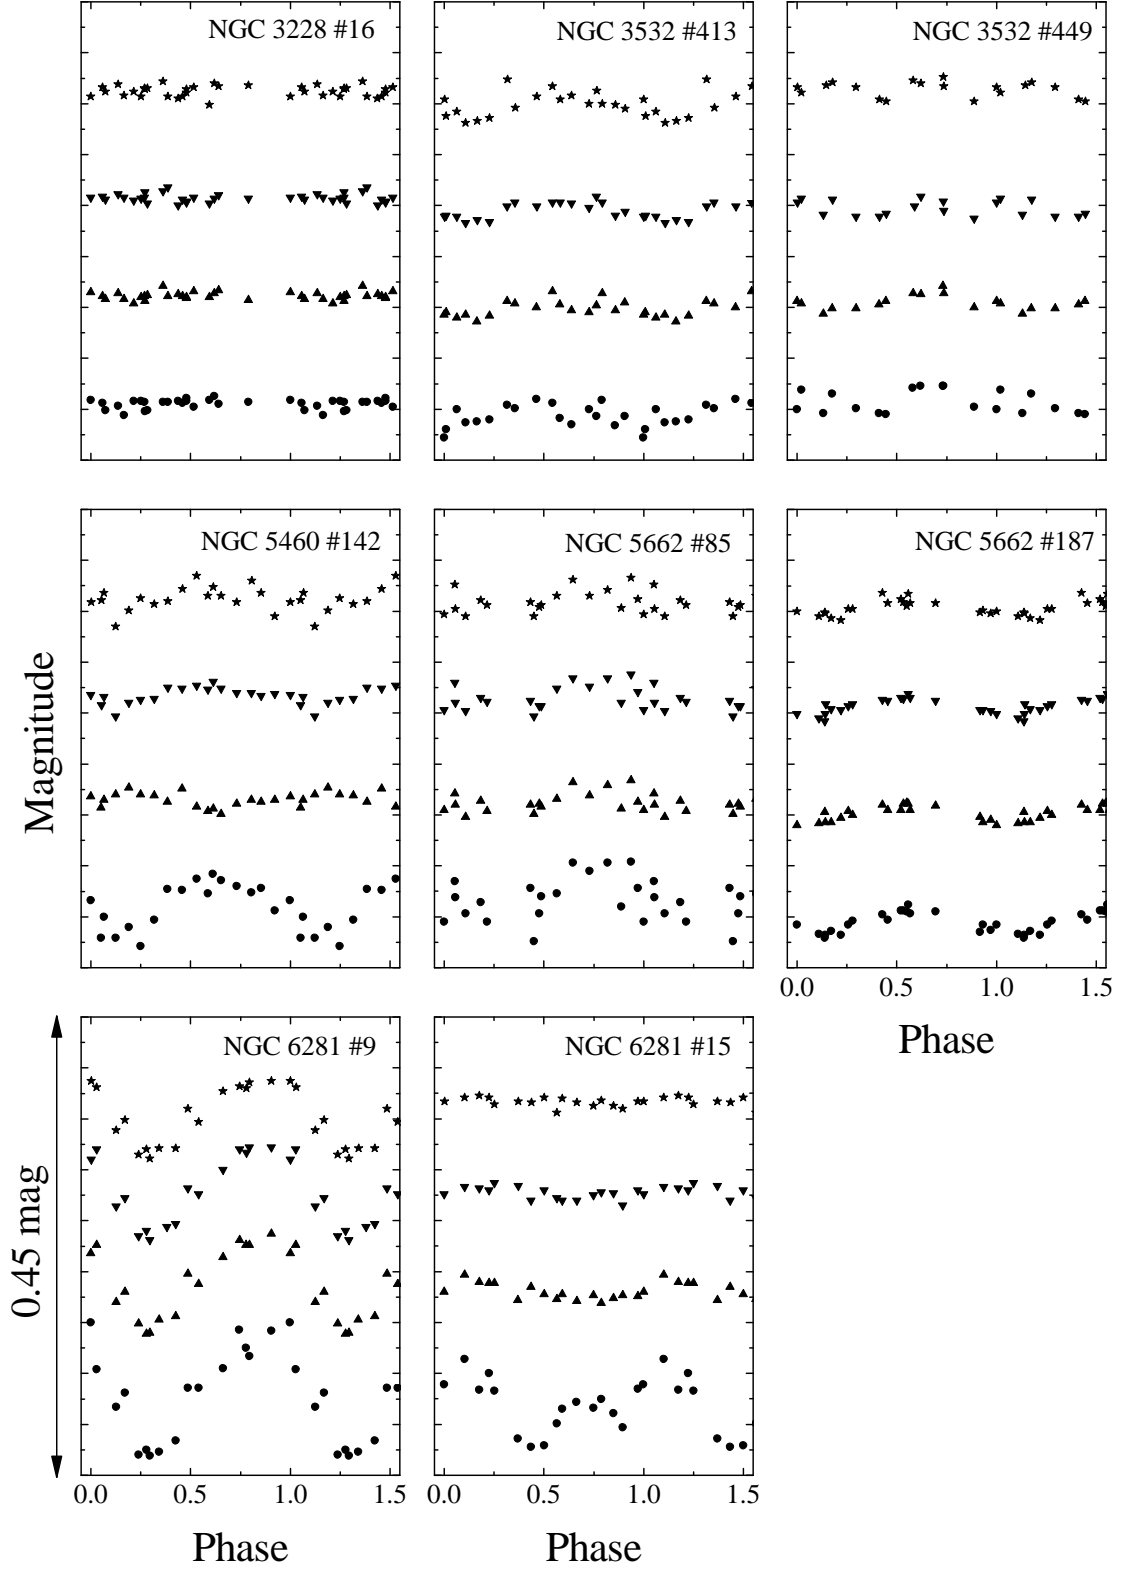 NGC 3228 #16
NGC 3532 #413
NGC 3532 #449
NGC 5460 #142
NGC 5662 #85
NGC 5662 #187
Magnitude
0.0 0.5 1.0 1.5
Phase
NGC 6281 #9
NGC 6281 #15
0.45 mag
0.0 0.5 1.0 1.5
0.0 0.5 1.0 1.5
Phase
Phase